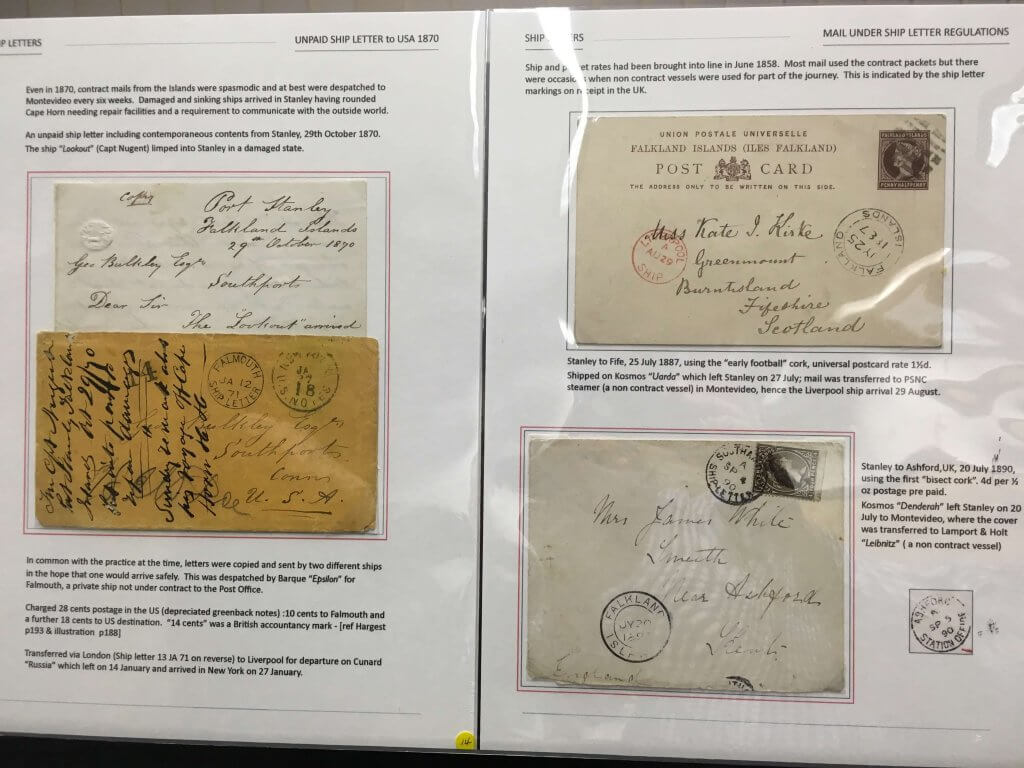 P LETTERS
UNPAID SHIP LETTER to USA 1870
Even in 1870, contract mails from the Islands were spasmodic and at best were despatched to
Montevideo every six weeks. Damaged and sinking ships arrived in Stanley having rounded
Cape Horn needing repair facilities and a requirement to communicate with the outside world.
An unpaid ship letter including contemporaneous contents from Stanley, 29th October 1870.
The ship "Lookout" (Capt Nugent) limped into Stanley in a damaged state.
Copy
Port Stanley
Falkland Islands
29th October 1870
Geo Bulkley Esqre
Southports
Dear Sir
The "Lookout" arrived
FALMOUTH
JA 12
71
SHIP LETTER
JA
18
Bulkley Esqre
Southports
Conn
U.S.A.
In common with the practice at the time, letters were copied and sent by two different ships
in the hope that one would arrive safely. This was despatched by Barque "Epsilon" for
Falmouth, a private ship not under contract to the Post Office.
Charged 28 cents postage in the US (depreciated greenback notes) :10 cents to Falmouth and
a further 18 cents to US destination. "14 cents" was a British accountancy mark - [ref Hargest
p193 & illustration p188]
Transferred via London (Ship letter 13 JA 71 on reverse) to Liverpool for departure on Cunard
"Russia" which left on 14 January and arrived in New York on 27 January.
14
SHIP LETTERS
MAIL UNDER SHIP LETTER REGULATIONS
Ship and packet rates had been brought into line in June 1858. Most mail used the contract packets but there
were occasions when non contract vessels were used for part of the journey. This is indicated by the ship letter
markings on receipt in the UK.
UNION POSTALE UNIVERSELLE
FALKLAND ISLANDS (ILES FALKLAND)
POST CARD
THE ADDRESS ONLY TO BE WRITTEN ON THIS SIDE.
FALKLAND ISLANDS
PENNY HALFPENNY
Miss Kate I. Kirke
Greenmount
Burntisland
Fifeshire
Scotland
LIVERPOOL
A
AU 29
SHIP
FALKLAND
JY 25
ISLANDS
Stanley to Fife, 25 July 1887, using the "early football" cork, universal postcard rate 1½d.
Shipped on Kosmos "Uarda" which left Stanley on 27 July; mail was transferred to PSNC
steamer (a non contract vessel) in Montevideo, hence the Liverpool ship arrival 29 August.
SOUTHA
A
SP 4
90
SHIP LETTER
Mrs James White
Smeeth
Near Ashford
Kent
England
FALKLAND
JY 20
ISLE
Stanley to Ashford,UK, 20 July 1890,
using the first "bisect cork". 4d per ½
oz postage pre paid.
Kosmos "Denderah" left Stanley on 20
July to Montevideo, where the cover
was transferred to Lamport & Holt
"Leibnitz" ( a non contract vessel)
ASHFORD
SP 5
90
STATION OFFICE